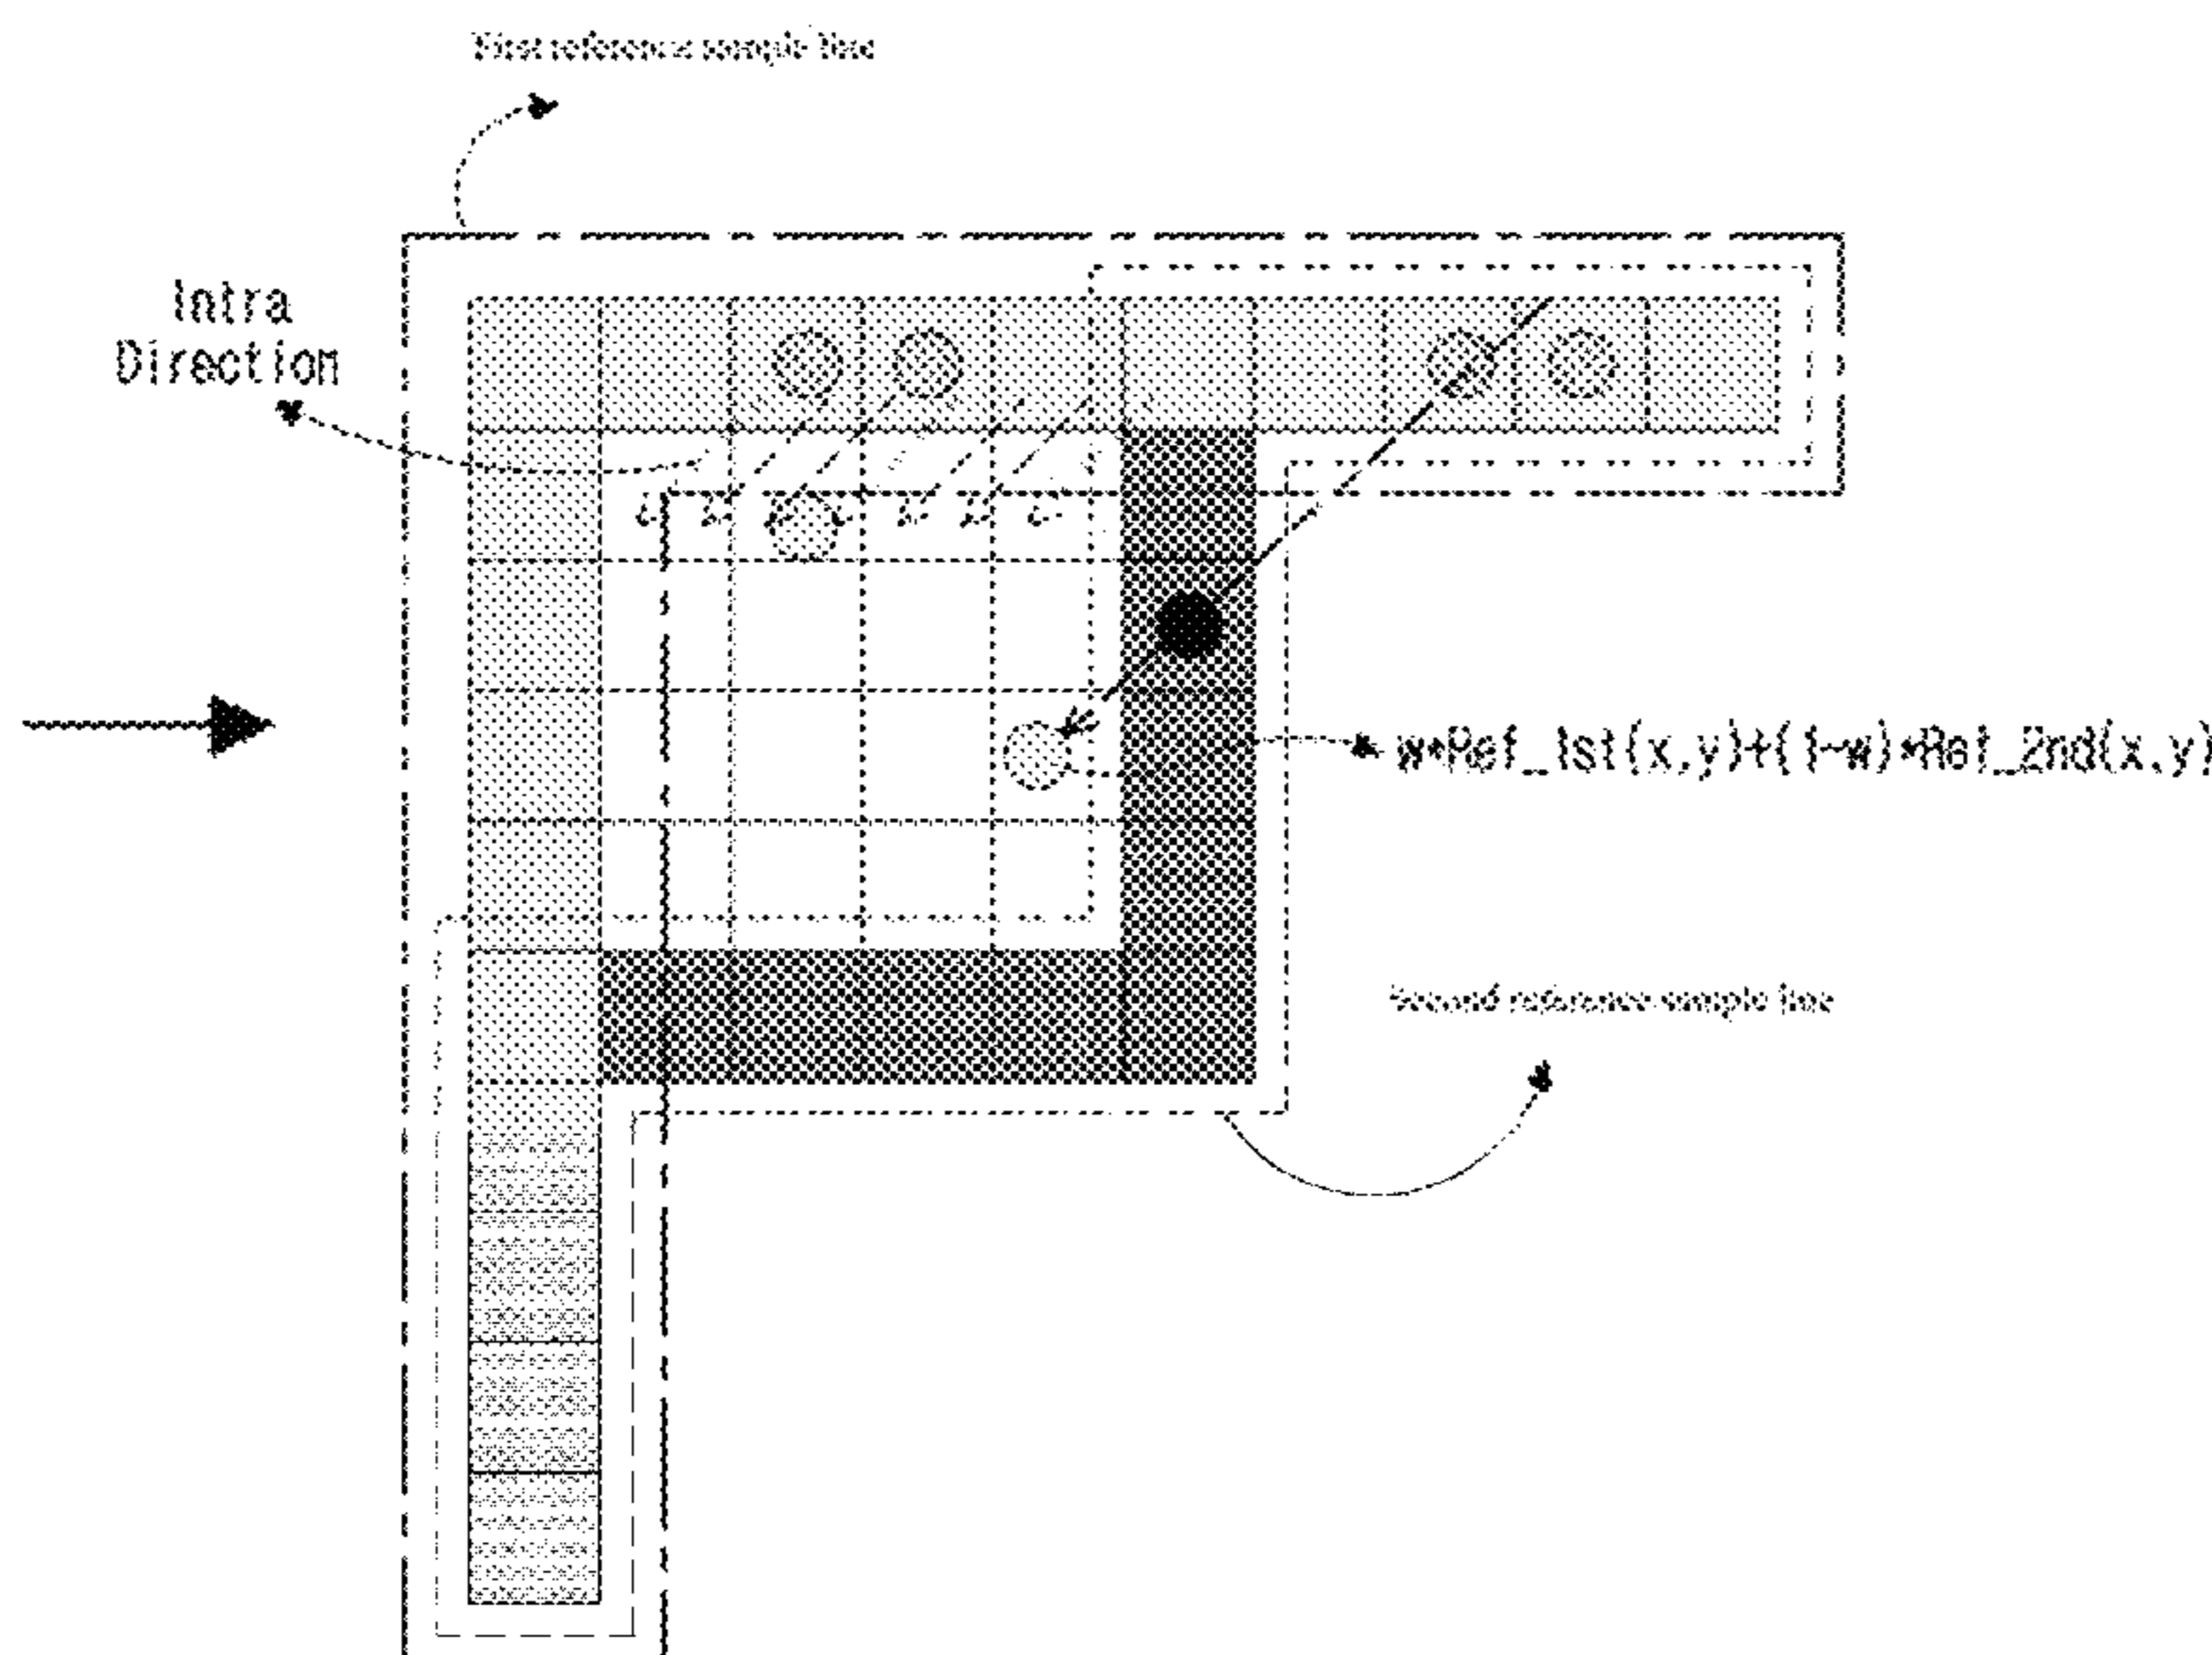 First reference sample line
Intra
Direction
w*Ref_1st(x,y)+(1-w)*Ref_2nd(x,y)
Second reference sample line